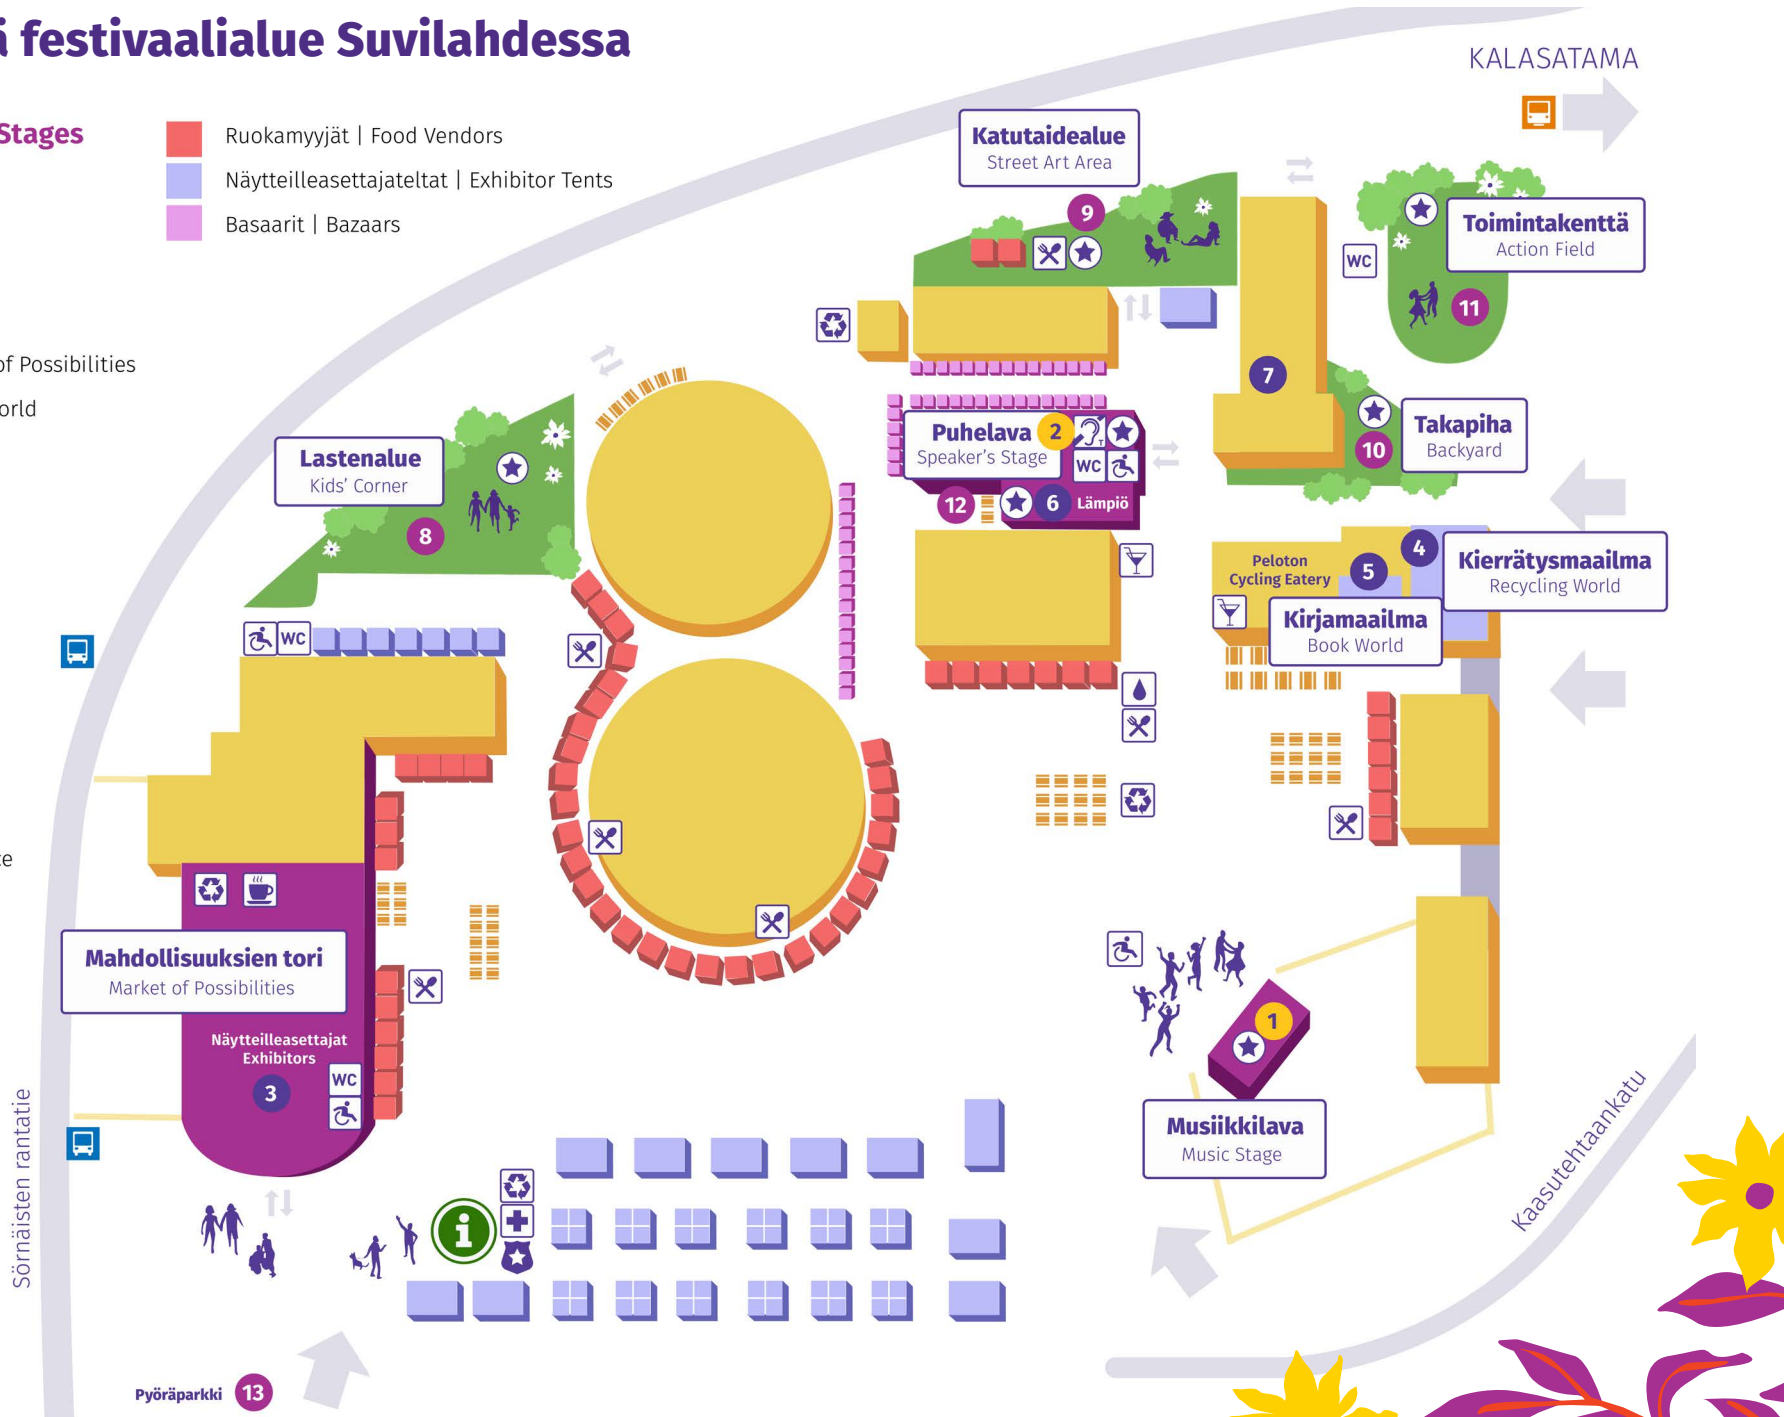 ä festivaalialue Suvilahdessa
Stages
Ruokamyyjät | Food Vendors
Näytteilleasettajateltat | Exhibitor Tents
Basaarit | Bazaars
of Possibilities
orld
ce
KALASATAMA
Katutaidealue
Street Art Area
9
Toimintakenttä
Action Field
WC
11
7
Takapiha
Backyard
10
Puhelava
2
T
Speaker's Stage
WC
12
6
Lämpiö
Lastenalue
Kids' Corner
8
WC
Peloton
Cycling Eatery
5
4
Kierrätysmaailma
Recycling World
Kirjamaailma
Book World
Mahdollisuuksien tori
Market of Possibilities
Näytteilleasettajat
Exhibitors
3
WC
1
Musiikkilava
Music Stage
i
Sörnäisten rantatie
Kaasutehtaankatu
Pyöräparkki 13